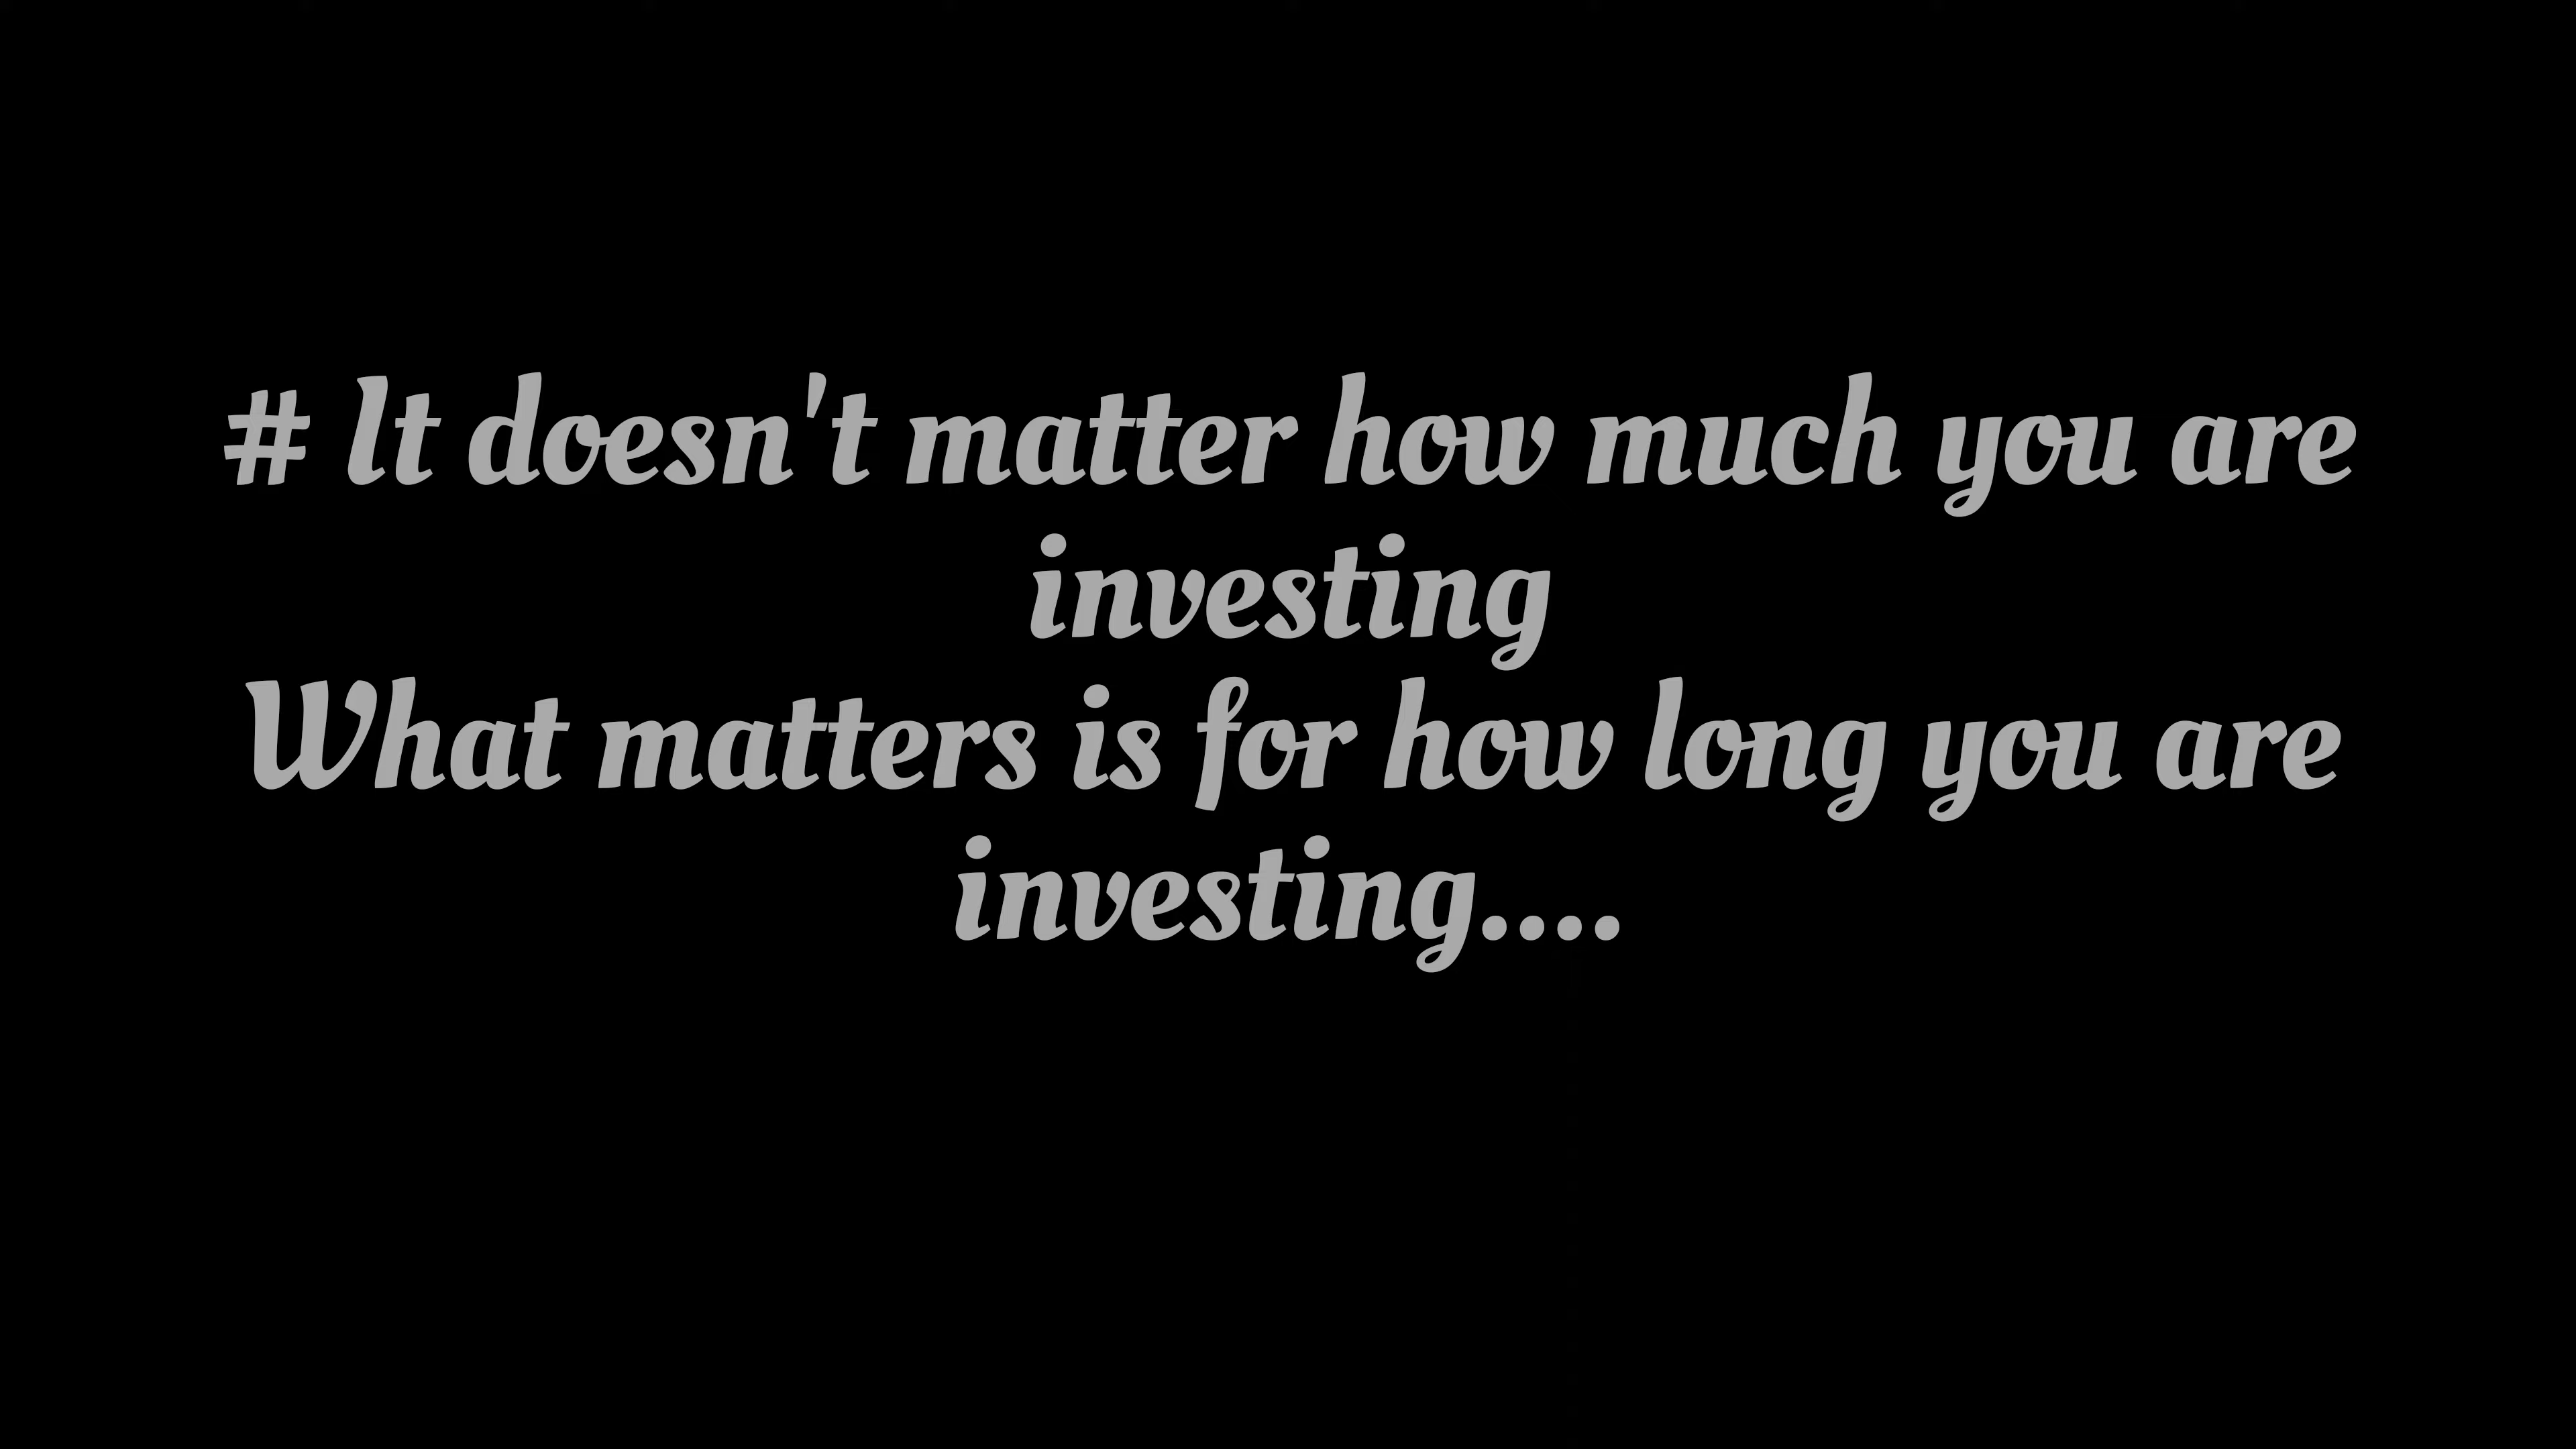 # It doesn't matter how much you are
investing
What matters is for how long you are
investing....